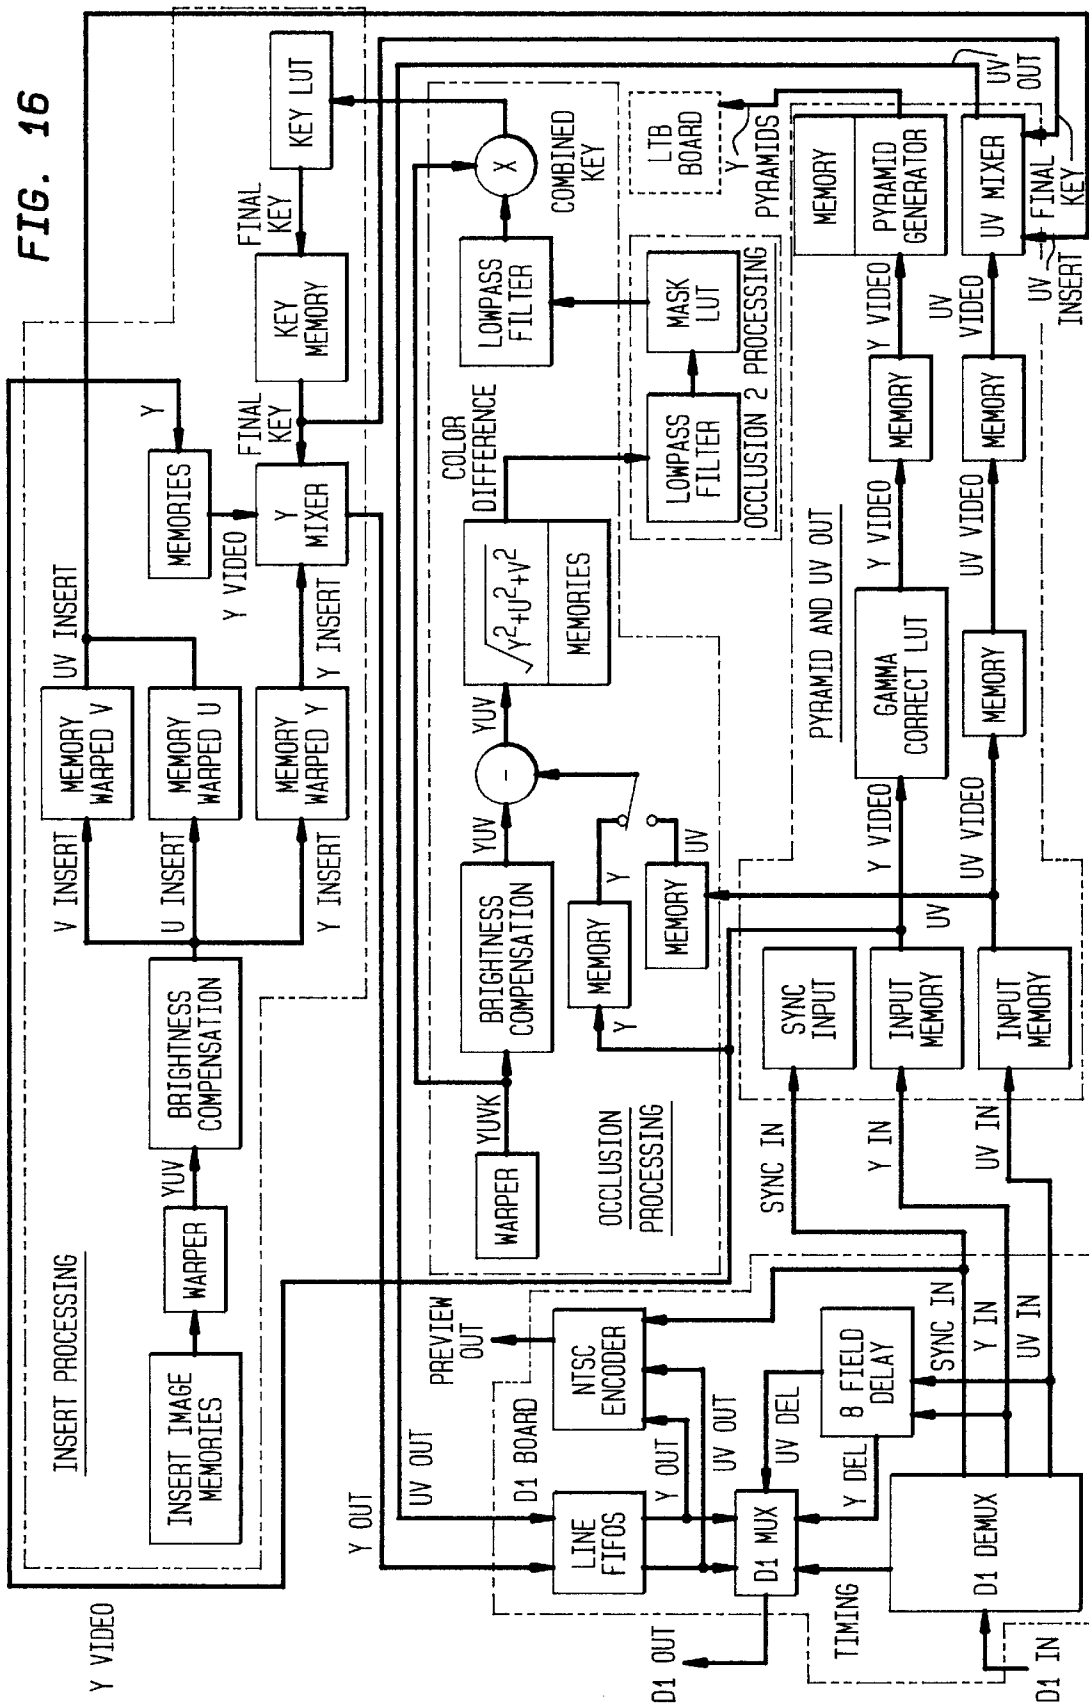 FIG. 16
INSERT PROCESSING
INSERT IMAGE
MEMORIES
WARPER
YUV
BRIGHTNESS
COMPENSATION
V INSERT
U INSERT
Y INSERT
MEMORY
WARPED V
MEMORY
WARPED U
MEMORY
WARPED Y
UV INSERT
Y INSERT
MEMORIES
Y
Y VIDEO
Y
MIXER
FINAL
KEY
KEY
MEMORY
FINAL
KEY
KEY LUT
Y VIDEO
Y OUT
UV OUT
OCCLUSION
PROCESSING
WARPER
YUVK
BRIGHTNESS
COMPENSATION
YUV
-
YUV
√Y²+U²+V²
MEMORIES
COLOR
DIFFERENCE
Y
MEMORY
Y
MEMORY
UV
LOWPASS
FILTER
MASK
LUT
OCCLUSION 2 PROCESSING
LOWPASS
FILTER
X
COMBINED
KEY
LTB
BOARD
Y
PYRAMIDS
PREVIEW
OUT
D1 BOARD
LINE
FIFOS
NTSC
ENCODER
Y OUT
UV OUT
D1 MUX
D1 OUT
UV DEL
Y DEL
8 FIELD
DELAY
TIMING
D1 DEMUX
D1 IN
SYNC IN
Y IN
UV IN
SYNC IN
Y IN
UV IN
SYNC
INPUT
INPUT
MEMORY
INPUT
MEMORY
UV
PYRAMID AND UV OUT
Y VIDEO
GAMMA
CORRECT LUT
Y VIDEO
MEMORY
Y VIDEO
MEMORY
PYRAMID
GENERATOR
UV VIDEO
MEMORY
UV VIDEO
MEMORY
UV
VIDEO
UV MIXER
UV
INSERT
FINAL
KEY
UV
OUT